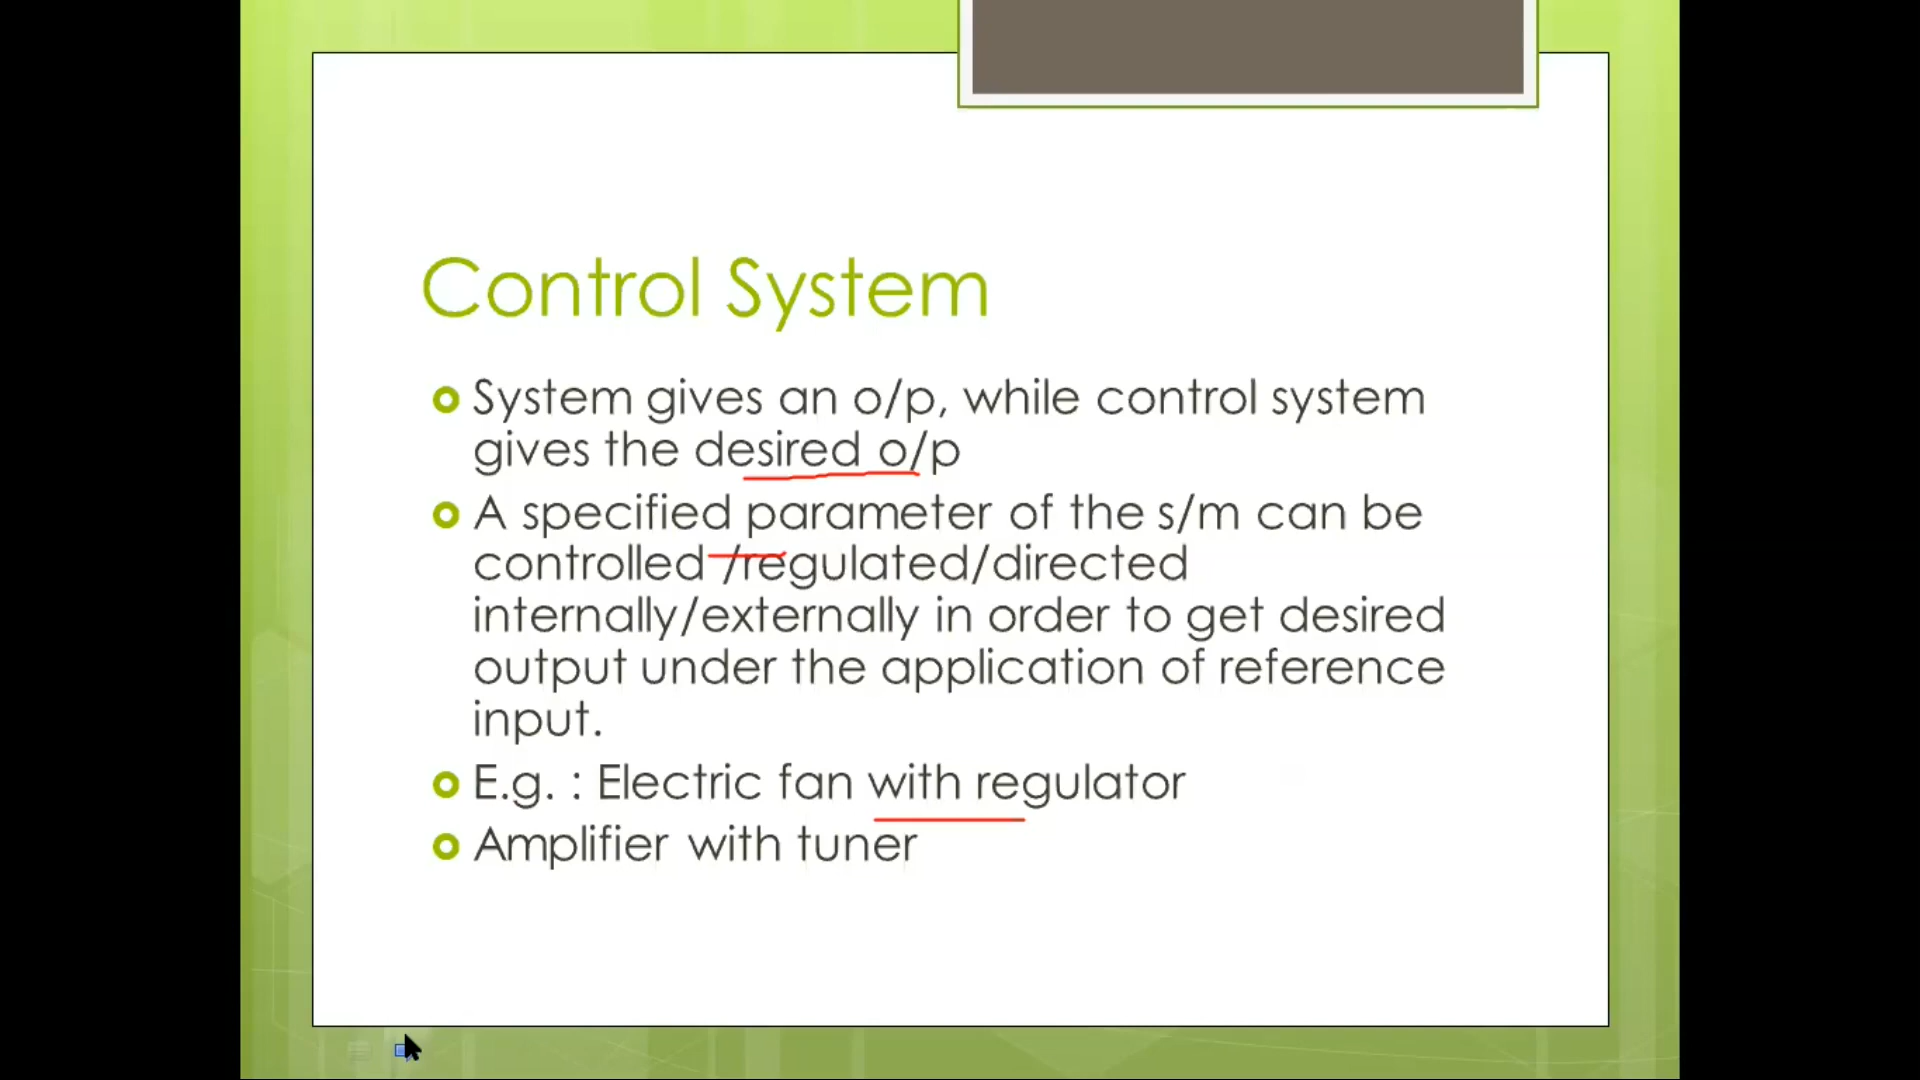 Control System
System gives an o/p, while control system
gives the desired o/p
A specified parameter of the s/m can be
controlled /regulated/directed
internally/externally in order to get desired
output under the application of reference
input.
E.g. : Electric fan with regulator
Amplifier with tuner